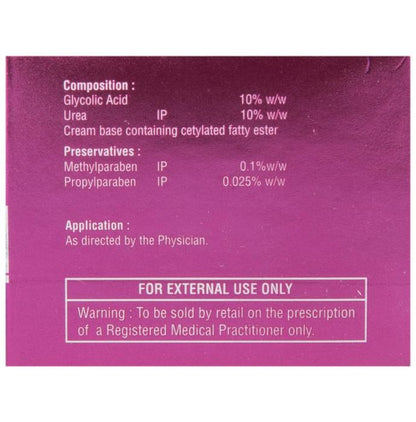 Composition :
Glycolic Acid 10% w/w
Urea IP 10% w/w
Cream base containing cetylated fatty ester
Preservatives :
Methylparaben IP 0.1%w/w
Propylparaben IP 0.025% w/w
Application :
As directed by the Physician.
FOR EXTERNAL USE ONLY
Warning : To be sold by retail on the prescription
of a Registered Medical Practitioner only.